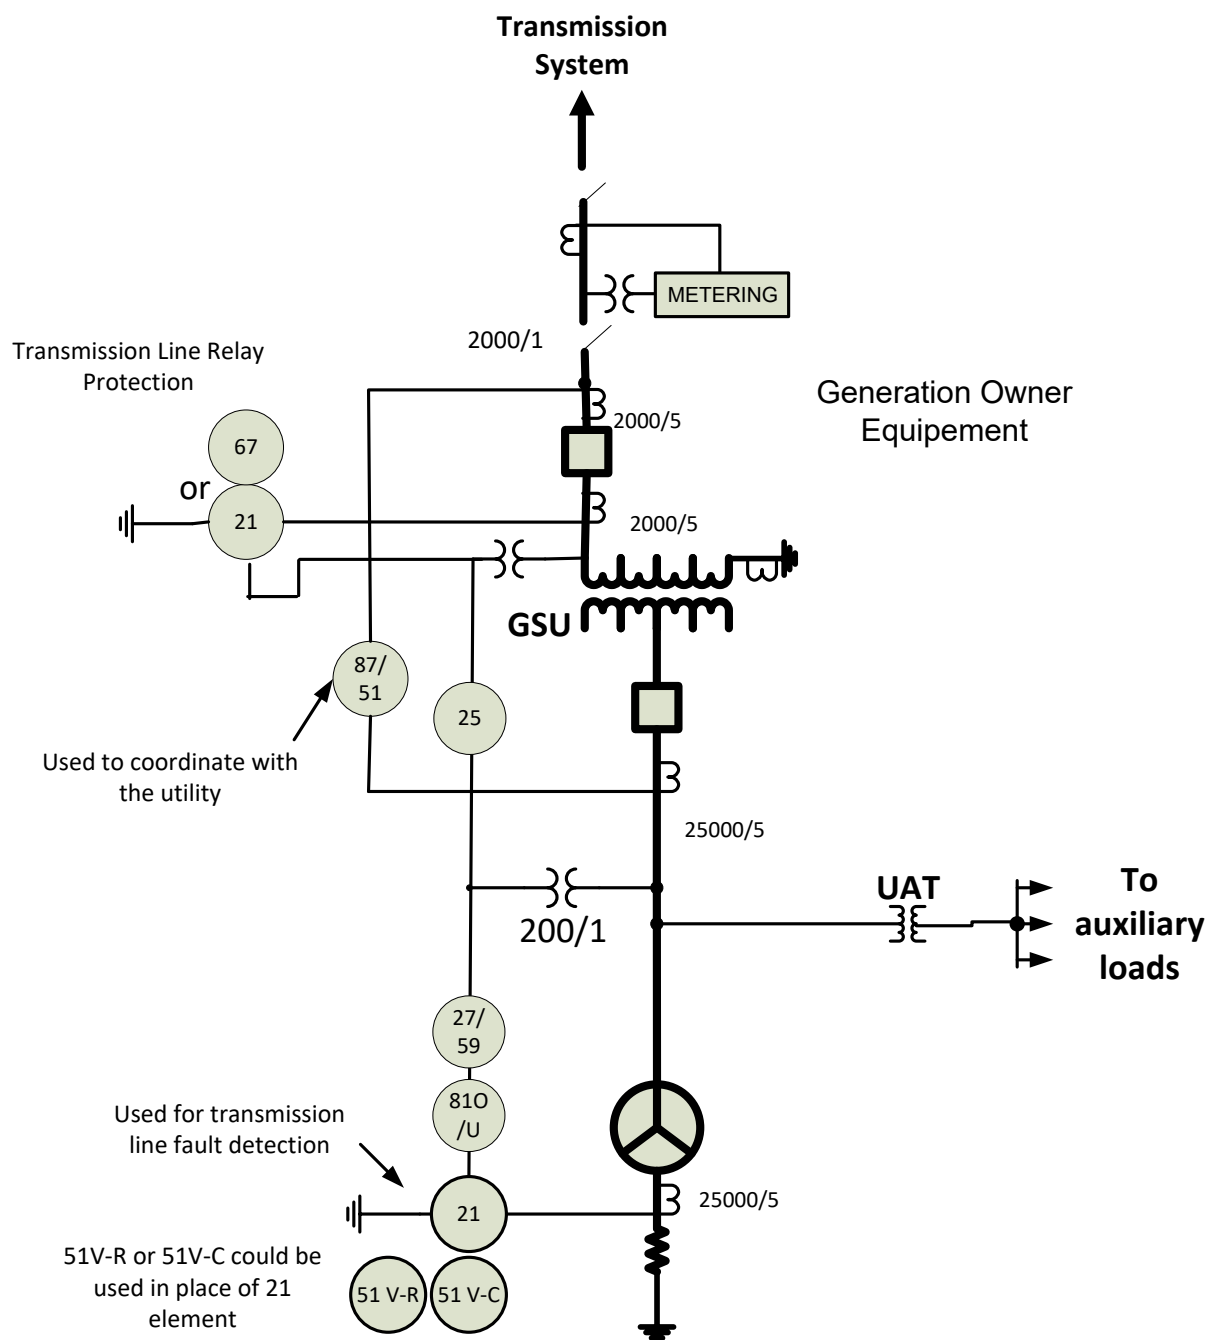 Transmission
System
METERING
2000/1
Transmission Line Relay
Protection
Generation Owner
Equipement
2000/5
67
or
21
2000/5
GSU
87/
51
25
Used to coordinate with
the utility
25000/5
UAT
To
auxiliary
loads
200/1
27/
59
81O
/U
Used for transmission
line fault detection
21
25000/5
51V-R or 51V-C could be
used in place of 21
element
51 V-R
51 V-C